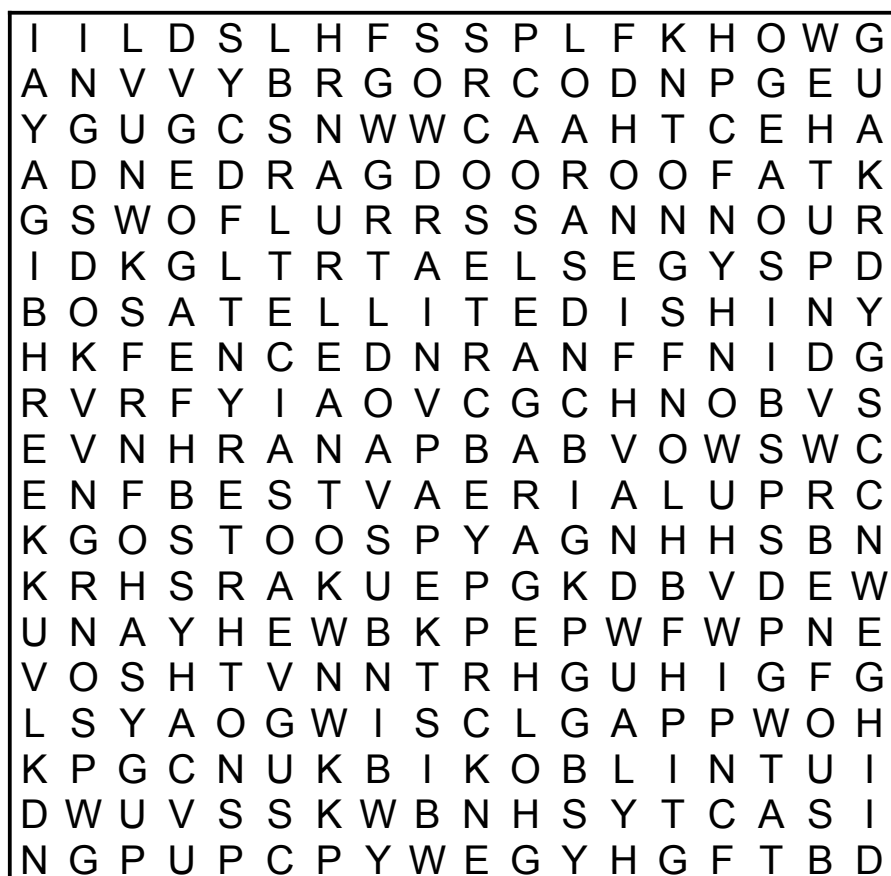 I I L D S L H F S S P L F K H O W G
A N V V Y B R G O R C O D N P G E U
Y G U G C S N W W C A A H T C E H A
A D N E D R A G D O O R O O F A T K
G S W O F L U R R S S A N N N O U R
I D K G L T R T A E L S E G Y S P D
B O S A T E L L I T E D I S H I N Y
H K F E N C E D N R A N F F N I D G
R V R F Y I A O V C G C H N O B V S
E V N H R A N A P B A B V O W S W C
E N F B E S T V A E R I A L U P R C
K G O S T O O S P Y A G N H H S B N
K R H S R A K U E P G K D B V D E W
U N A Y H E W B K P E P W F W P N E
V O S H T V N N T R H G U H I G F G
L S Y A O G W I S C L G A P P W O H
K P G C N U K B I K O B L I N T U I
D W U V S S K W B N H S Y T C A S I
N G P U P C P Y W E G Y H G F T B D